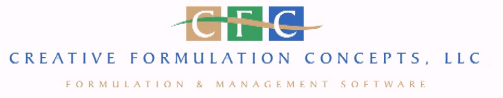 CFC
CREATIVE FORMULATION CONCEPTS, LLC
FORMULATION & MANAGEMENT SOFTWARE